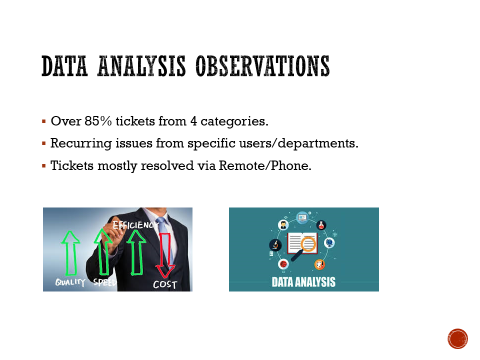 DATA ANALYSIS OBSERVATIONS
▪ Over 85% tickets from 4 categories.
▪ Recurring issues from specific users/departments.
▪ Tickets mostly resolved via Remote/Phone.
EFFICIENCY
QUALITY SPEED COST
DATA ANALYSIS